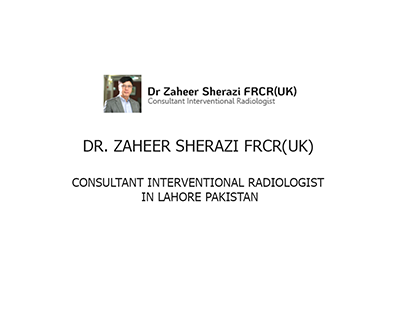 Dr Zaheer Sherazi FRCR(UK)
Consultant Interventional Radiologist
DR. ZAHEER SHERAZI FRCR(UK)
CONSULTANT INTERVENTIONAL RADIOLOGIST
IN LAHORE PAKISTAN